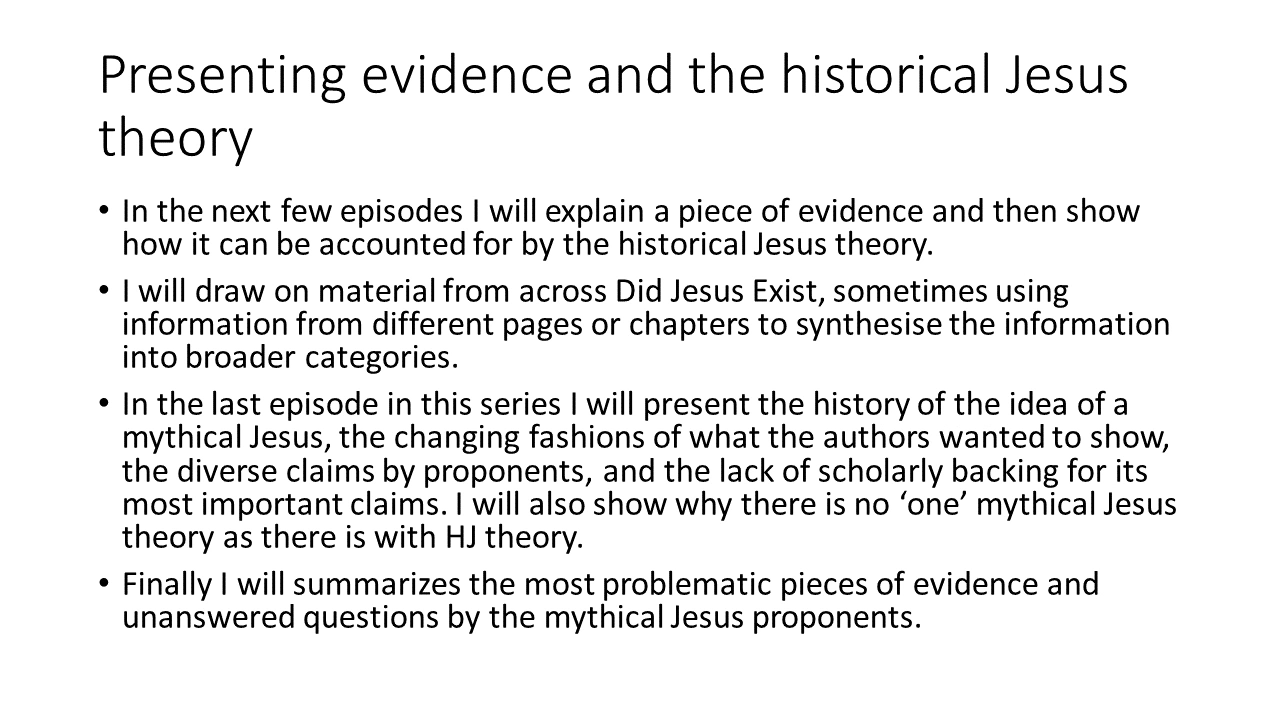 Presenting evidence and the historical Jesus
theory
• In the next few episodes I will explain a piece of evidence and then show
how it can be accounted for by the historical Jesus theory.
• I will draw on material from across Did Jesus Exist, sometimes using
information from different pages or chapters to synthesise the information
into broader categories.
• In the last episode in this series I will present the history of the idea of a
mythical Jesus, the changing fashions of what the authors wanted to show,
the diverse claims by proponents, and the lack of scholarly backing for its
most important claims. I will also show why there is no ‘one’ mythical Jesus
theory as there is with HJ theory.
• Finally I will summarizes the most problematic pieces of evidence and
unanswered questions by the mythical Jesus proponents.